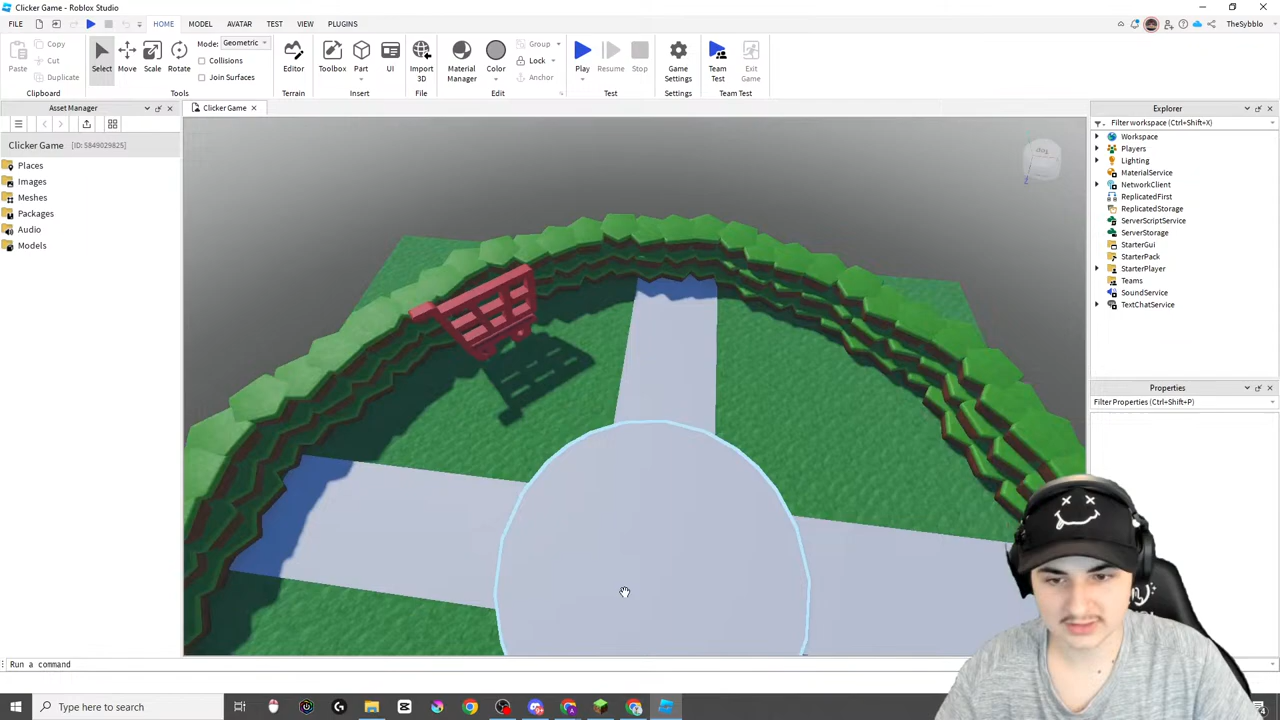 Clicker Game - Roblox Studio
FILE
HOME
MODEL
AVATAR
TEST
VIEW
PLUGINS
TheSybblo
Paste
Copy
Cut
Duplicate
Clipboard
Select
Move
Scale
Rotate
Mode:
Geometric
Collisions
Join Surfaces
Tools
Editor
Terrain
Toolbox
Part
UI
Insert
Import
3D
File
Material
Manager
Color
Group
Lock
Anchor
Edit
Play
Resume
Stop
Test
Game
Settings
Settings
Team
Test
Exit
Game
Team Test
Asset Manager
Clicker Game [ID: 5849029825]
Places
Images
Meshes
Packages
Audio
Models
Clicker Game
Explorer
Filter workspace (Ctrl+Shift+X)
Workspace
Players
Lighting
MaterialService
NetworkClient
ReplicatedFirst
ReplicatedStorage
ServerScriptService
ServerStorage
StarterGui
StarterPack
StarterPlayer
Teams
SoundService
TextChatService
Properties
Filter Properties (Ctrl+Shift+P)
Run a command
Type here to search